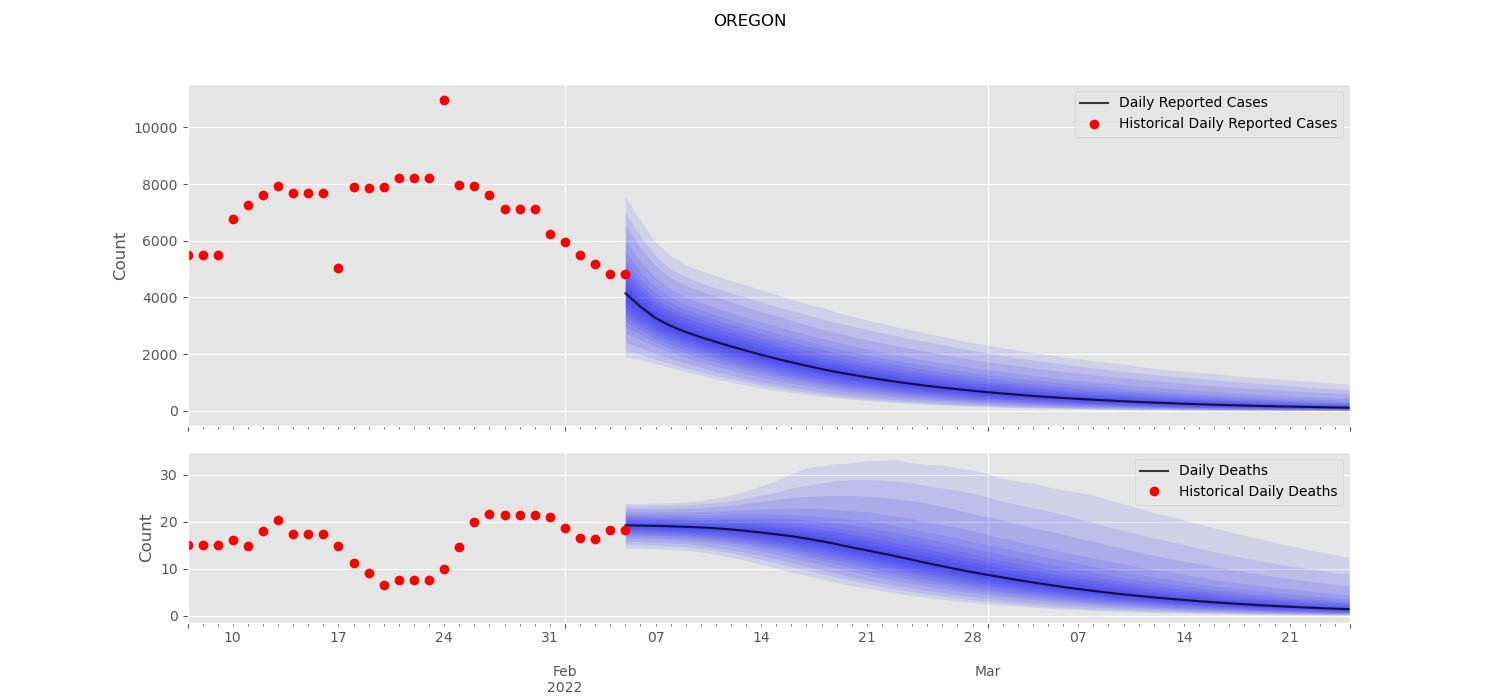 OREGON
Daily Reported Cases
Historical Daily Reported Cases
Count
10000
8000
6000
4000
2000
0
Daily Deaths
Historical Daily Deaths
Count
30
20
10
0
10 17 24 31 07 14 21 28 07 14 21
Feb Mar
2022